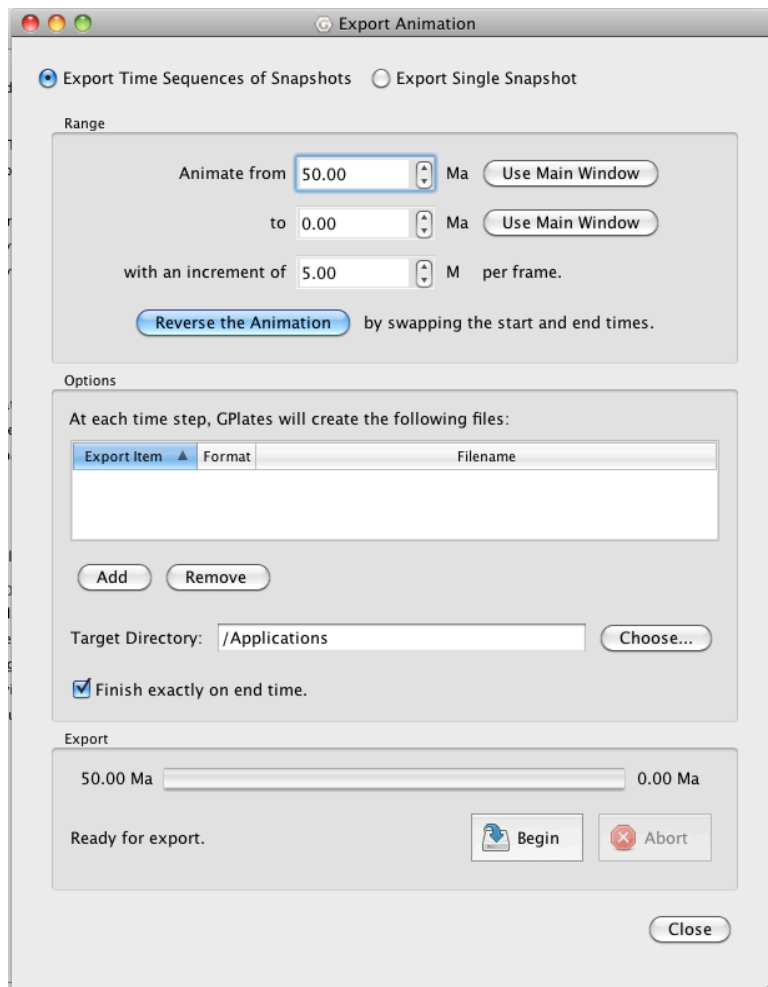 Export Animation
Export Time Sequences of Snapshots Export Single Snapshot
Range
Animate from 50.00 Ma Use Main Window
to 0.00 Ma Use Main Window
with an increment of 5.00 M per frame.
Reverse the Animation by swapping the start and end times.
Options
At each time step, GPlates will create the following files:
Export Item Format Filename
Add Remove
Target Directory: /Applications Choose...
Finish exactly on end time.
Export
50.00 Ma 0.00 Ma
Ready for export. Begin Abort
Close